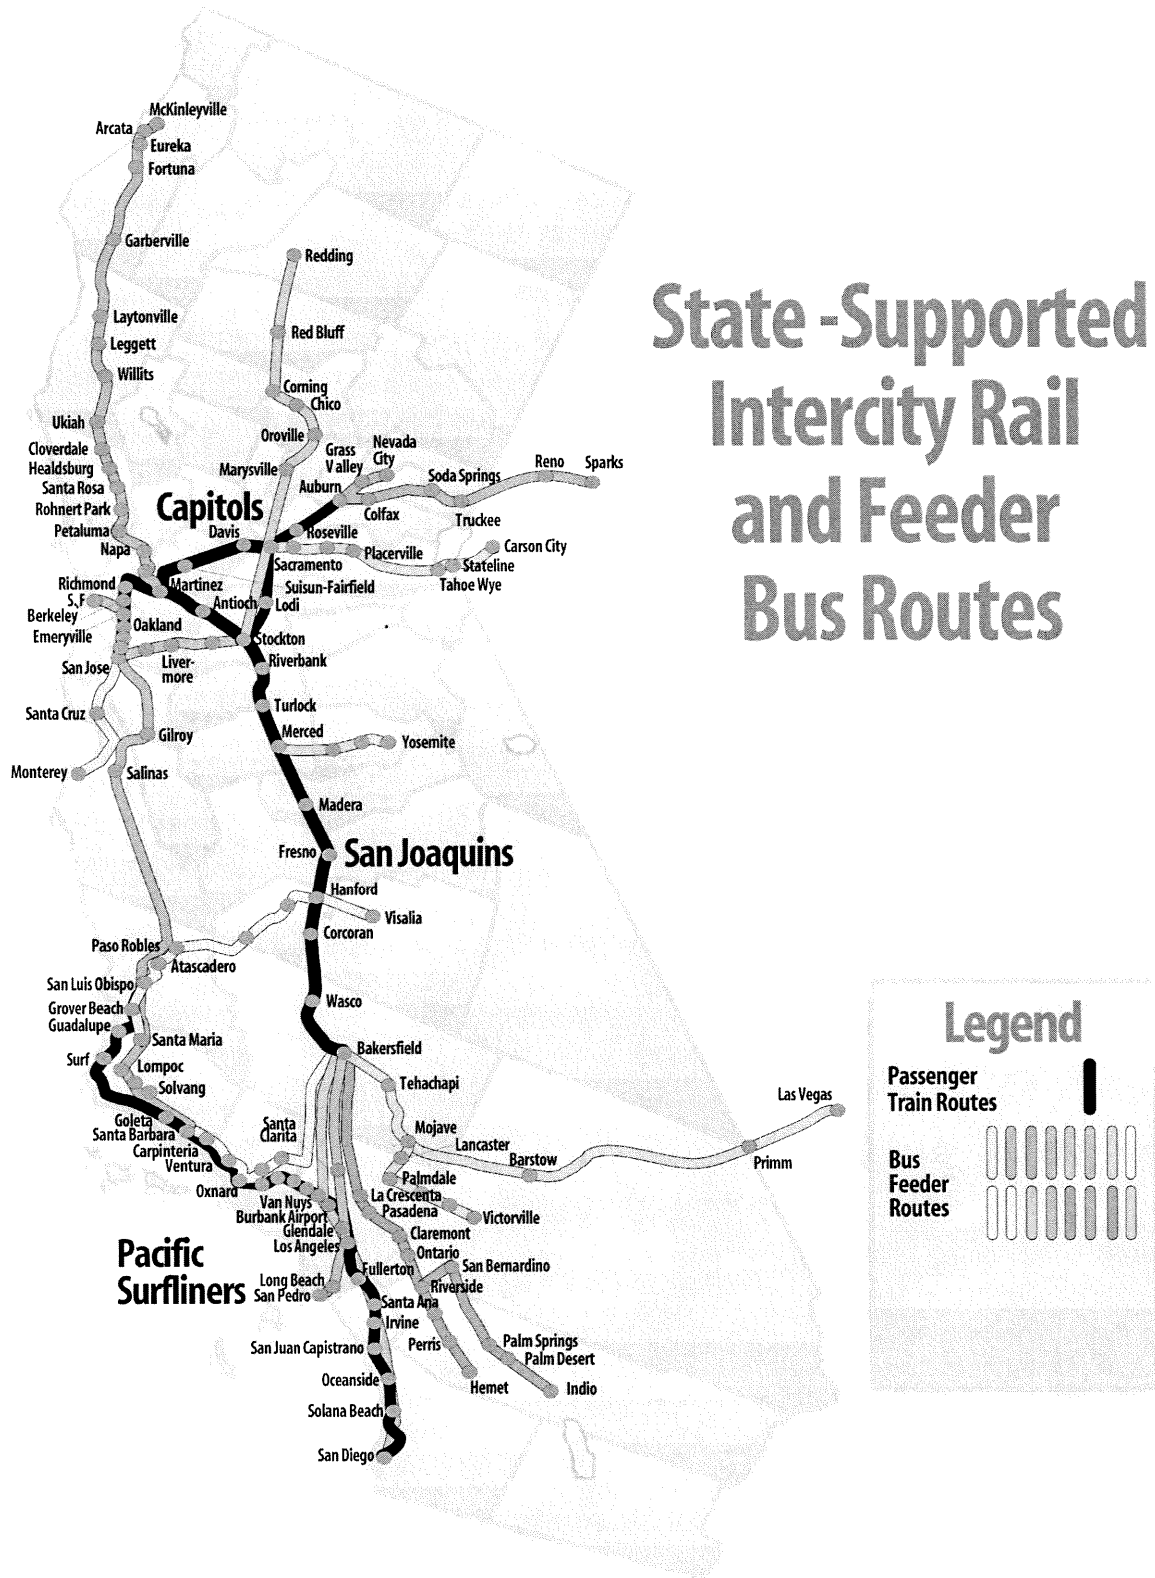 McKinleyville
Arcata
Eureka
Fortuna
Garberville
Redding
Laytonville
Red Bluff
Leggett
Willits
Corning
Chico
Ukiah
Oroville
Cloverdale
Healdsburg
Santa Rosa
Rohnert Park
Petaluma
Napa
Marysville
Grass
Valley
Nevada
City
Auburn
Colfax
Soda Springs
Truckee
Reno
Sparks
State -Supported
Intercity Rail
and Feeder
Bus Routes
Capitols
Davis
Roseville
Placerville
Carson City
Stateline
Tahoe Wye
Sacramento
Suisun-Fairfield
Richmond
Martinez
S.F
Antioch
Lodi
Berkeley
Oakland
Emeryville
Stockton
San Jose
Liver-
more
Riverbank
Santa Cruz
Turlock
Gilroy
Merced
Yosemite
Monterey
Salinas
Madera
Fresno
San Joaquins
Hanford
Visalia
Corcoran
Paso Robles
Atascadero
San Luis Obispo
Grover Beach
Guadalupe
Wasco
Santa Maria
Surf
Lompoc
Solvang
Bakersfield
Tehachapi
Goleta
Santa Barbara
Carpinteria
Ventura
Oxnard
Santa
Clarita
Mojave
Lancaster
Barstow
Las Vegas
Primm
Palmdale
Victorville
Van Nuys
Burbank Airport
Glendale
Los Angeles
La Crescenta
Pasadena
Claremont
Ontario
San Bernardino
Pacific
Surfliners
Long Beach
San Pedro
Fullerton
Riverside
Santa Ana
Irvine
San Juan Capistrano
Perris
Palm Springs
Palm Desert
Oceanside
Hemet
Indio
Solana Beach
San Diego
Legend
Passenger
Train Routes
Bus
Feeder
Routes